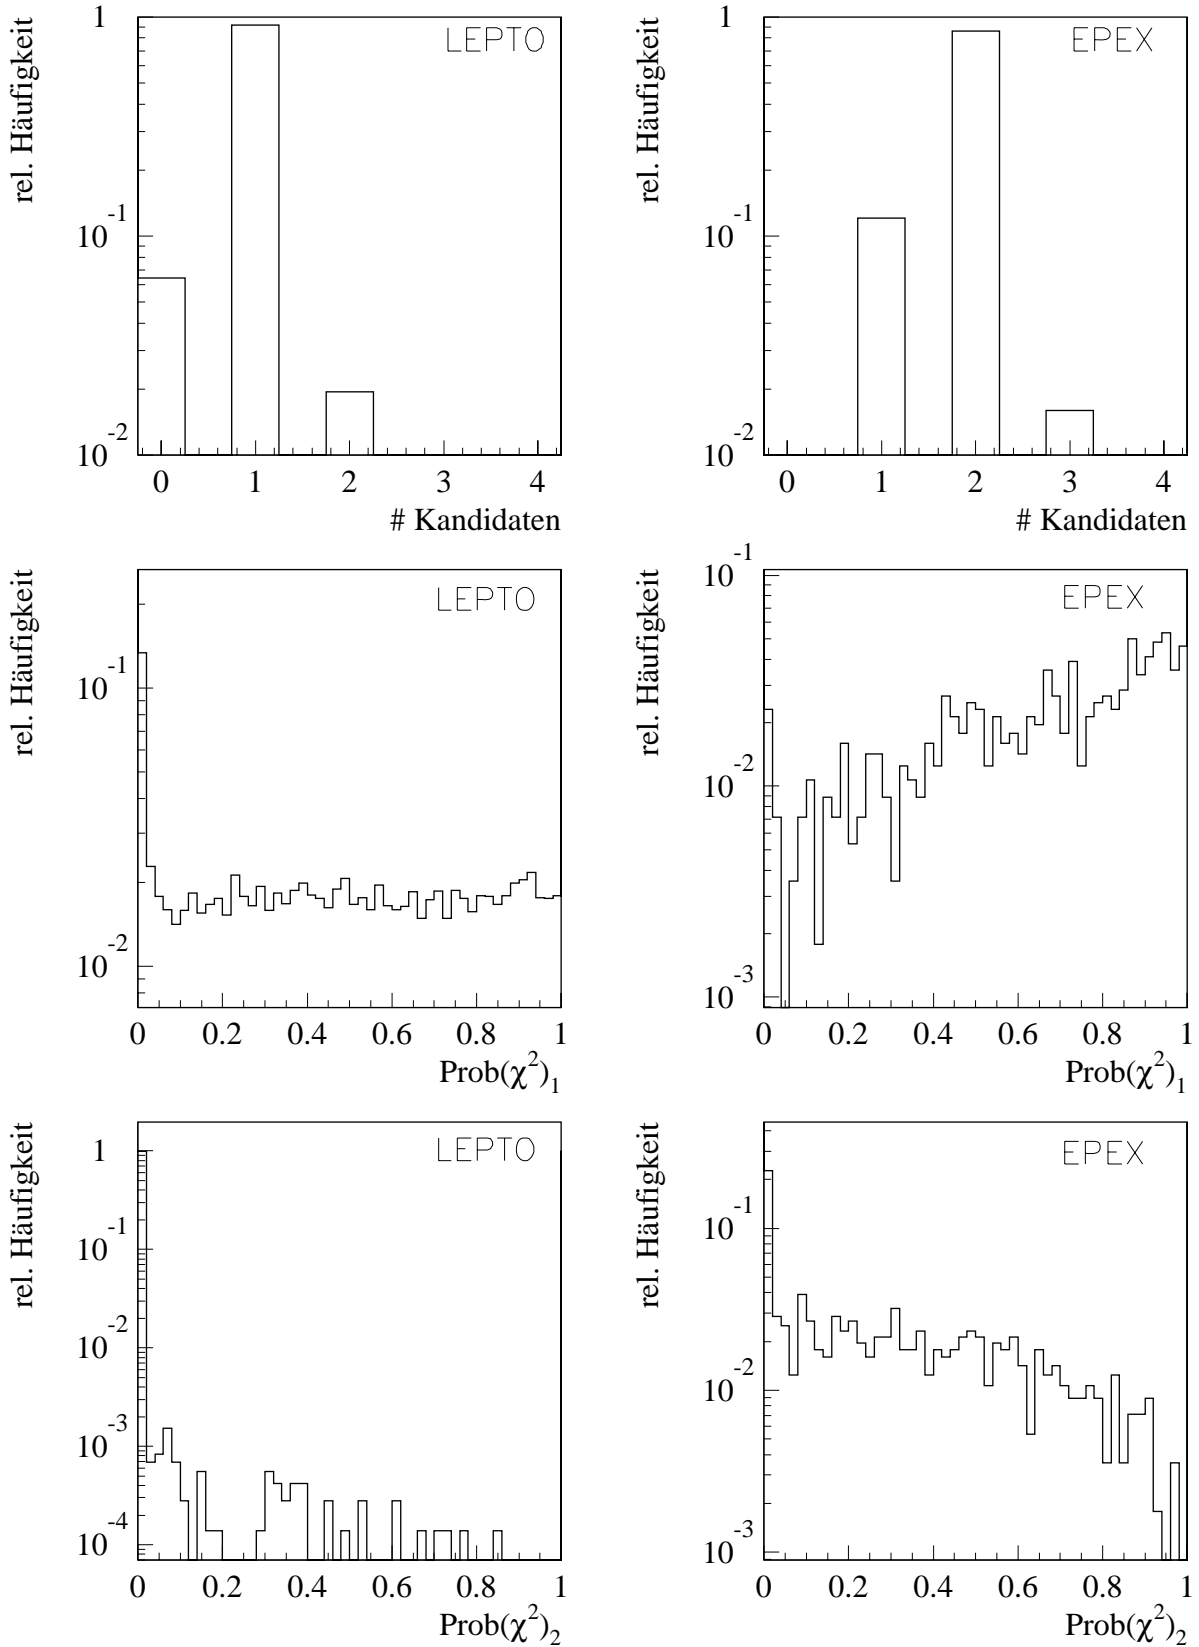 LEPTO
rel. Häufigkeit
1
10^-1
10^-2
0 1 2 3 4
# Kandidaten
EPEX
rel. Häufigkeit
1
10^-1
10^-2
0 1 2 3 4
# Kandidaten
LEPTO
rel. Häufigkeit
10^-1
10^-2
0 0.2 0.4 0.6 0.8 1
Prob(χ^2)_1
EPEX
rel. Häufigkeit
10^-1
10^-2
10^-3
0 0.2 0.4 0.6 0.8 1
Prob(χ^2)_1
LEPTO
rel. Häufigkeit
1
10^-1
10^-2
10^-3
10^-4
0 0.2 0.4 0.6 0.8 1
Prob(χ^2)_2
EPEX
rel. Häufigkeit
10^-1
10^-2
10^-3
0 0.2 0.4 0.6 0.8 1
Prob(χ^2)_2